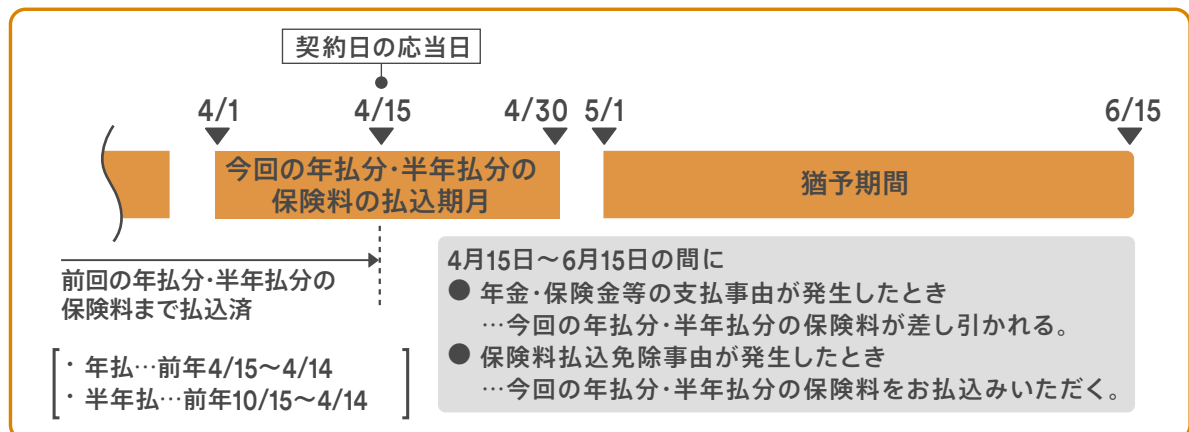 契約日の応当日
4/1
4/15
4/30
5/1
6/15
今回の年払分･半年払分の
保険料の払込期月
猶予期間
前回の年払分･半年払分の
保険料まで払込済
･ 年払…前年4/15〜4/14
･ 半年払…前年10/15〜4/14
4月15日〜6月15日の間に
● 年金･保険金等の支払事由が発生したとき
…今回の年払分･半年払分の保険料が差し引かれる。
● 保険料払込免除事由が発生したとき
…今回の年払分･半年払分の保険料をお払込みいただく。